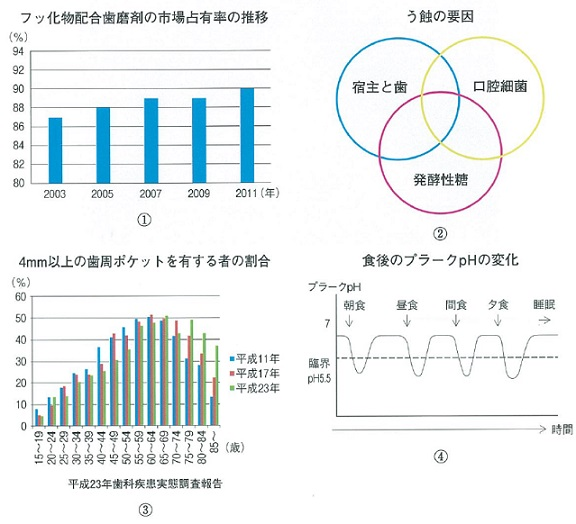 フッ化物配合歯磨剤の市場占有率の推移
(%)
94
92
90
88
86
84
82
80
2003
2005
2007
2009
2011(年)
①
う蝕の要因
宿主と歯
口腔細菌
発酵性糖
②
4mm以上の歯周ポケットを有する者の割合
(%)
60
50
40
30
20
10
0
15〜19
20〜24
25〜29
30〜34
35〜39
40〜44
45〜49
50〜54
55〜59
60〜64
65〜69
70〜74
75〜79
80〜84
85〜
(歳)
平成11年
平成17年
平成23年
平成23年歯科疾患実態調査報告
③
食後のプラークpHの変化
プラークpH
朝食
昼食
間食
夕食
睡眠
7
臨界
pH5.5
時間
④